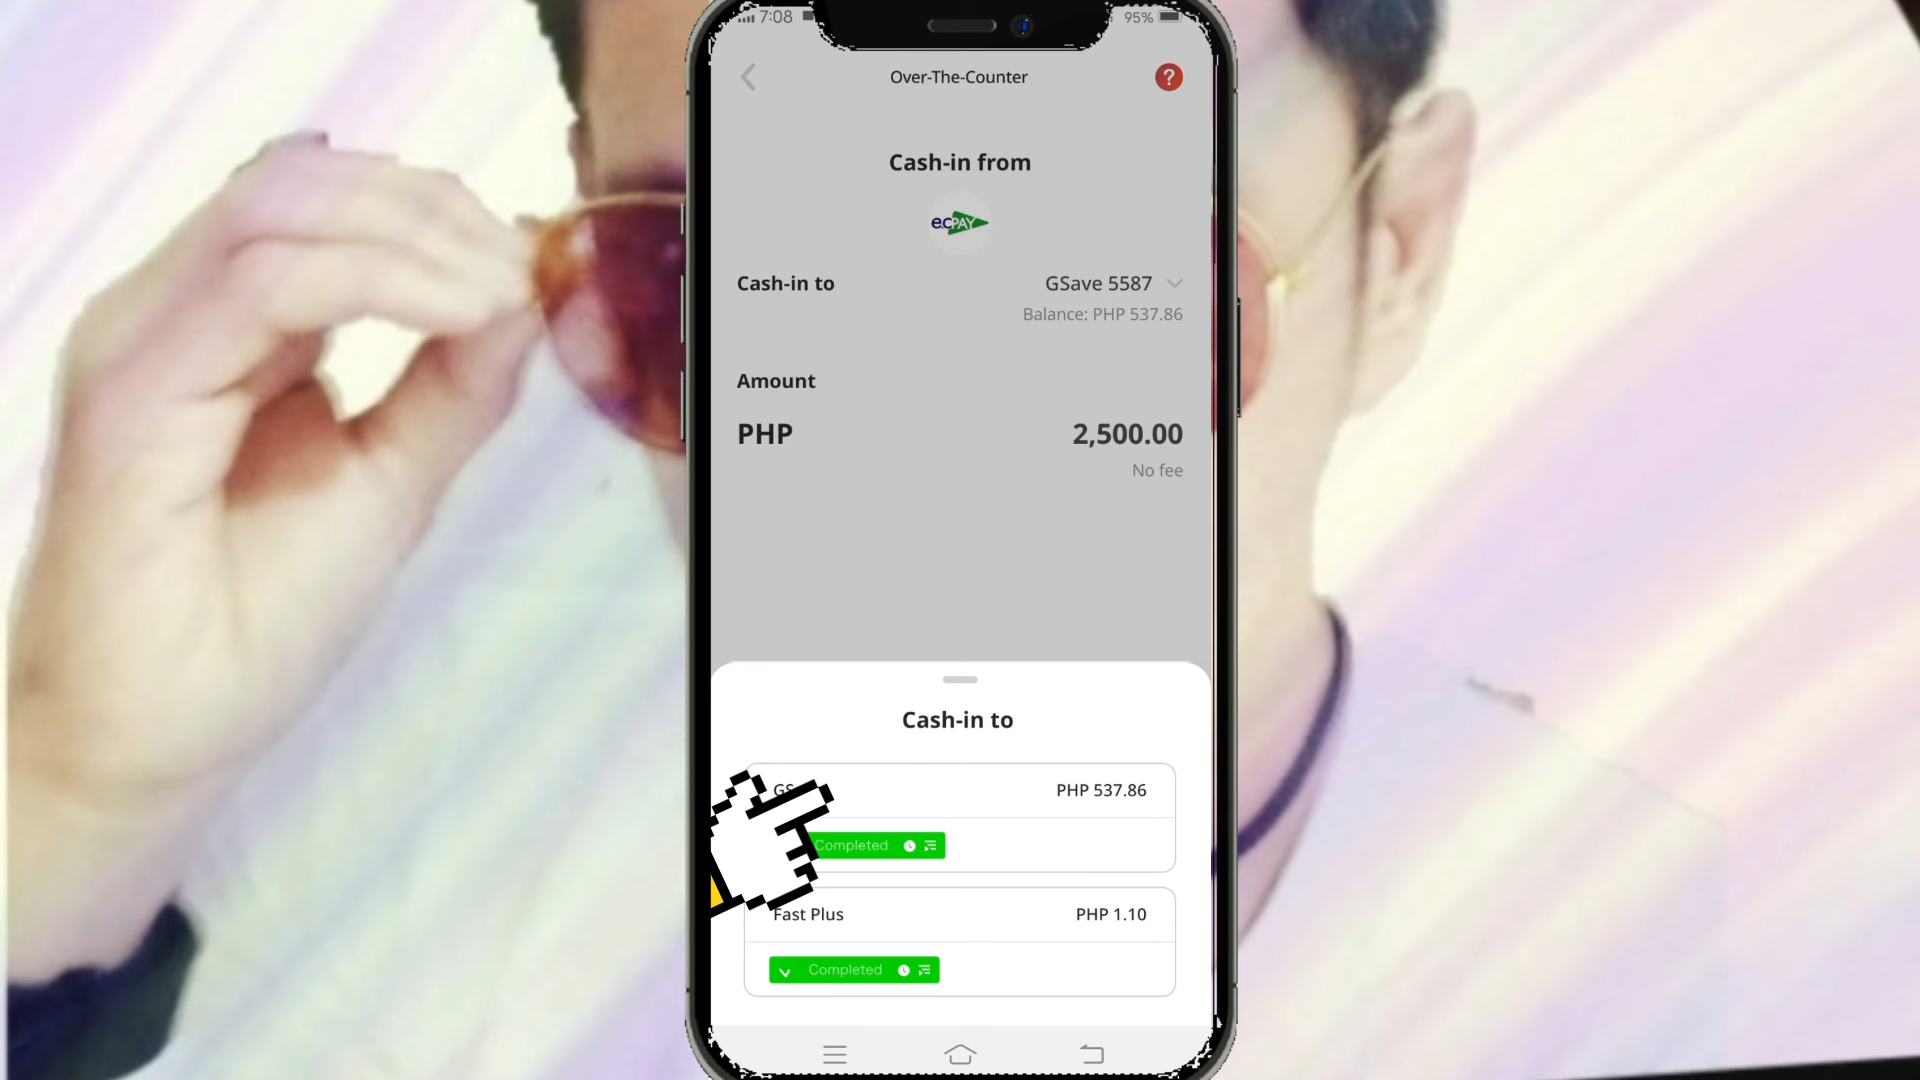 7:08
95%
Over-The-Counter
?
Cash-in from
ecPAY
Cash-in to
GSave 5587
Balance: PHP 537.86
Amount
PHP
2,500.00
No fee
Cash-in to
PHP 537.86
Completed
Fast Plus
PHP 1.10
Completed